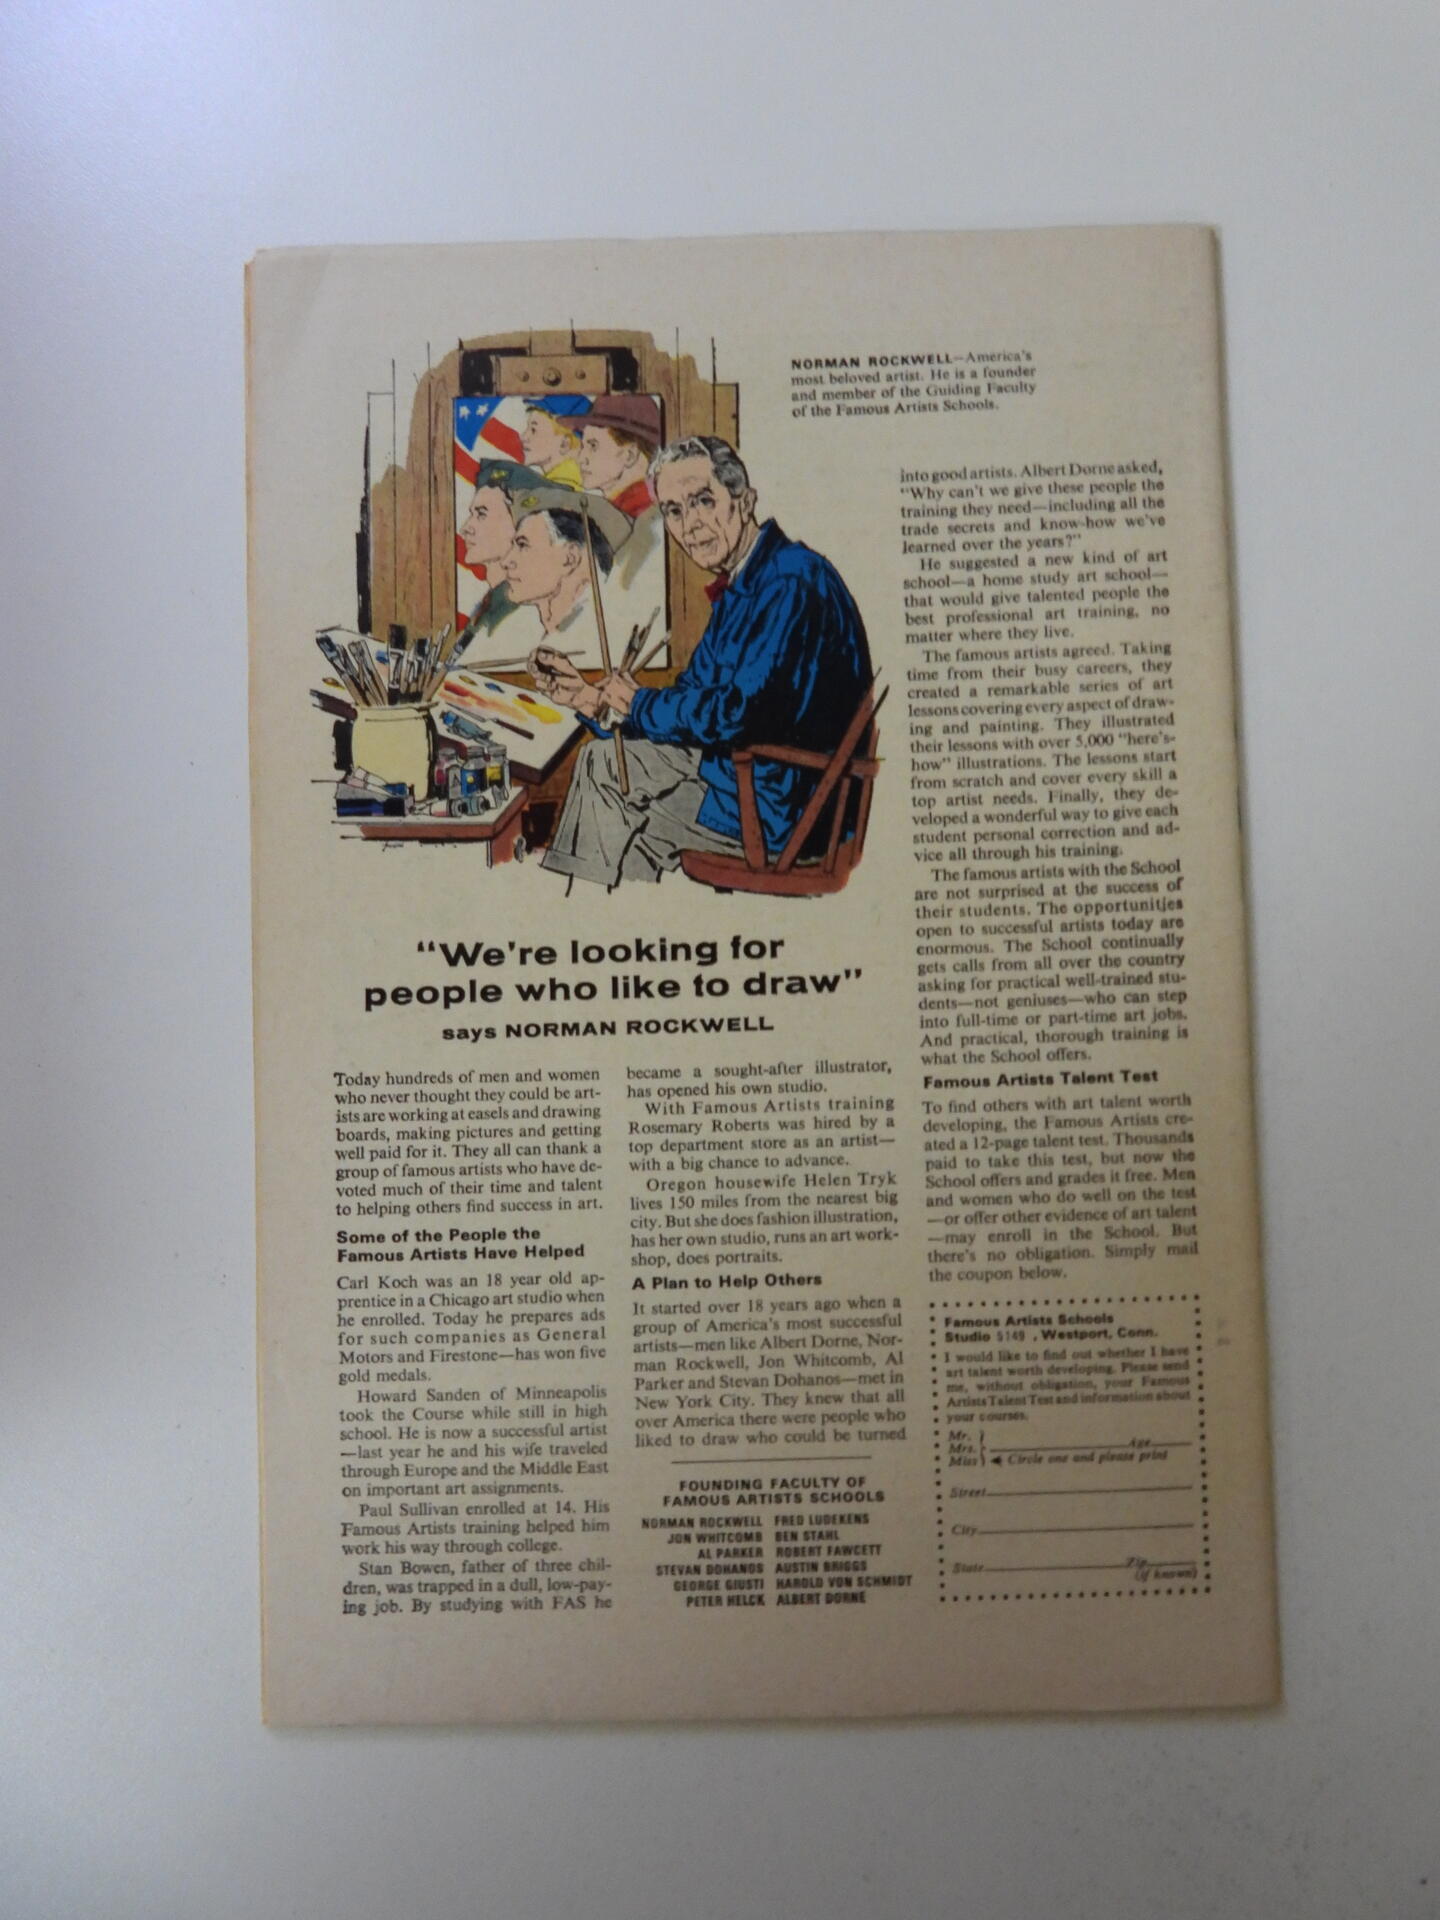 NORMAN ROCKWELL—America's
most beloved artist. He is a founder
and member of the Guiding Faculty
of the Famous Artists Schools.
"We're looking for
people who like to draw"
says NORMAN ROCKWELL
Today hundreds of men and women
who never thought they could be art-
ists are working at easels and drawing
boards, making pictures and getting
well paid for it. They all can thank a
group of famous artists who have de-
voted much of their time and talent
to helping others find success in art.
Some of the People the
Famous Artists Have Helped
Carl Koch was an 18 year old ap-
prentice in a Chicago art studio when
he enrolled. Today he prepares ads
for such companies as General
Motors and Firestone—has won five
gold medals.
Howard Sanden of Minneapolis
took the Course while still in high
school. He is now a successful artist
—last year he and his wife traveled
through Europe and the Middle East
on important art assignments.
Paul Sullivan enrolled at 14. His
Famous Artists training helped him
work his way through college.
Stan Bowen, father of three chil-
dren, was trapped in a dull, low-pay-
ing job. By studying with FAS he
became a sought-after illustrator,
has opened his own studio.
With Famous Artists training
Rosemary Roberts was hired by a
top department store as an artist—
with a big chance to advance.
Oregon housewife Helen Tryk
lives 150 miles from the nearest big
city. But she does fashion illustration,
has her own studio, runs an art work-
shop, does portraits.
A Plan to Help Others
It started over 18 years ago when a
group of America's most successful
artists—men like Albert Dorne, Nor-
man Rockwell, Jon Whitcomb, Al
Parker and Stevan Dohanos—met in
New York City. They knew that all
over America there were people who
liked to draw who could be turned
FOUNDING FACULTY OF
FAMOUS ARTISTS SCHOOLS
NORMAN ROCKWELL FRED LUDEKENS
JON WHITCOMB BEN STAHL
AL PARKER ROBERT FAWCETT
STEVAN DOHANOS AUSTIN BRIGGS
GEORGE GIUSTI HAROLD VON SCHMIDT
PETER HELCK ALBERT DORNE
into good artists. Albert Dorne asked,
"Why can't we give these people the
training they need—including all the
trade secrets and know-how we've
learned over the years?"
He suggested a new kind of art
school—a home study art school—
that would give talented people the
best professional art training, no
matter where they live.
The famous artists agreed. Taking
time from their busy careers, they
created a remarkable series of art
lessons covering every aspect of draw-
ing and painting. They illustrated
their lessons with over 5,000 "here's-
how" illustrations. The lessons start
from scratch and cover every skill a
top artist needs. Finally, they de-
veloped a wonderful way to give each
student personal correction and ad-
vice all through his training.
The famous artists with the School
are not surprised at the success of
their students. The opportunities
open to successful artists today are
enormous. The School continually
gets calls from all over the country
asking for practical well-trained stu-
dents—not geniuses—who can step
into full-time or part-time art jobs.
And practical, thorough training is
what the School offers.
Famous Artists Talent Test
To find others with art talent worth
developing, the Famous Artists cre-
ated a 12-page talent test. Thousands
paid to take this test, but now the
School offers and grades it free. Men
and women who do well on the test
—or offer other evidence of art talent
—may enroll in the School. But
there's no obligation. Simply mail
the coupon below.
Famous Artists Schools
Studio 5149 , Westport, Conn.
I would like to find out whether I have
art talent worth developing. Please send
me, without obligation, your Famous
Artists Talent Test and information about
your courses.
Mr.
Mrs. Age
Miss Circle one and please print
Street
City
State Zip
(if known)